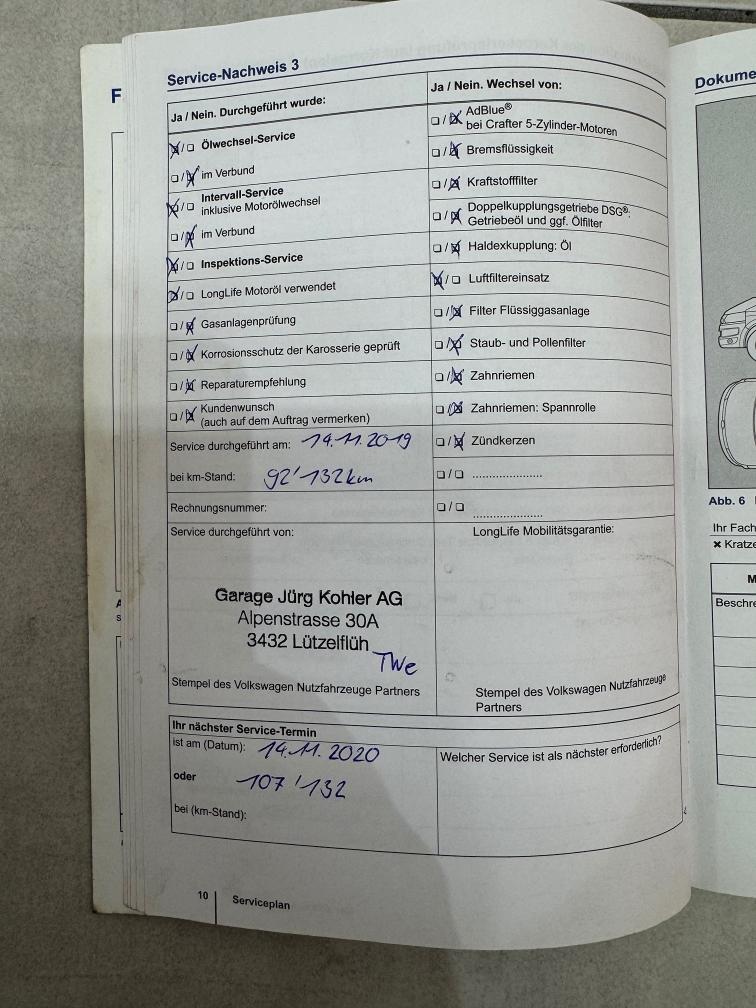 F
Service-Nachweis 3
Ja / Nein. Durchgeführt wurde:
☒/☐ Ölwechsel-Service
☐/☒ im Verbund
☒/☐ Intervall-Service
inklusive Motorölwechsel
☐/☒ im Verbund
☒/☐ Inspektions-Service
☒/☐ LongLife Motoröl verwendet
☐/☒ Gasanlagenprüfung
☐/☒ Korrosionsschutz der Karosserie geprüft
☐/☒ Reparaturempfehlung
☐/☒ Kundenwunsch
(auch auf dem Auftrag vermerken)
Service durchgeführt am: 14.11.2019
bei km-Stand: 92'132km
Rechnungsnummer:
Service durchgeführt von:
Garage Jürg Kohler AG
Alpenstrasse 30A
3432 Lützelflüh
TWe
Stempel des Volkswagen Nutzfahrzeuge Partners
Ja / Nein. Wechsel von:
☐/☒ AdBlue®
bei Crafter 5-Zylinder-Motoren
☐/☒ Bremsflüssigkeit
☐/☒ Kraftstofffilter
☐/☒ Doppelkupplungsgetriebe DSG®:
Getriebeöl und ggf. Ölfilter
☐/☒ Haldexkupplung: Öl
☒/☐ Luftfiltereinsatz
☐/☒ Filter Flüssiggasanlage
☐/☒ Staub- und Pollenfilter
☐/☒ Zahnriemen
☐/☒ Zahnriemen: Spannrolle
☐/☒ Zündkerzen
☐/☐ ......................
☐/☐ ......................
LongLife Mobilitätsgarantie:
Stempel des Volkswagen Nutzfahrzeuge
Partners
Ihr nächster Service-Termin
ist am (Datum): 14.11.2020
oder 107'132
bei (km-Stand):
Welcher Service ist als nächster erforderlich?
10 Serviceplan
Dokume
Abb. 6
Ihr Fach
✖ Kratze
M
Beschre